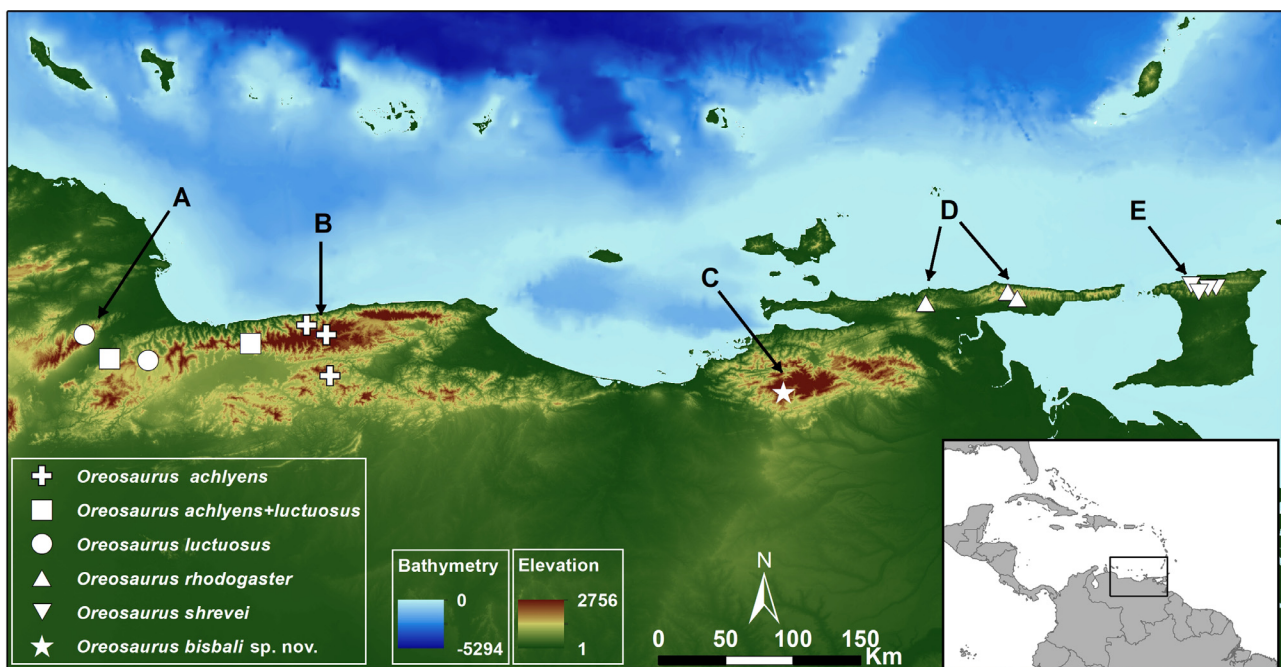 A
B
C
D
E
Oreosaurus achlyens
Oreosaurus achlyens+luctuosus
Oreosaurus luctuosus
Oreosaurus rhodogaster
Oreosaurus shrevei
Oreosaurus bisbali sp. nov.
Bathymetry
0
-5294
Elevation
2756
1
N
0 50 100 150
Km